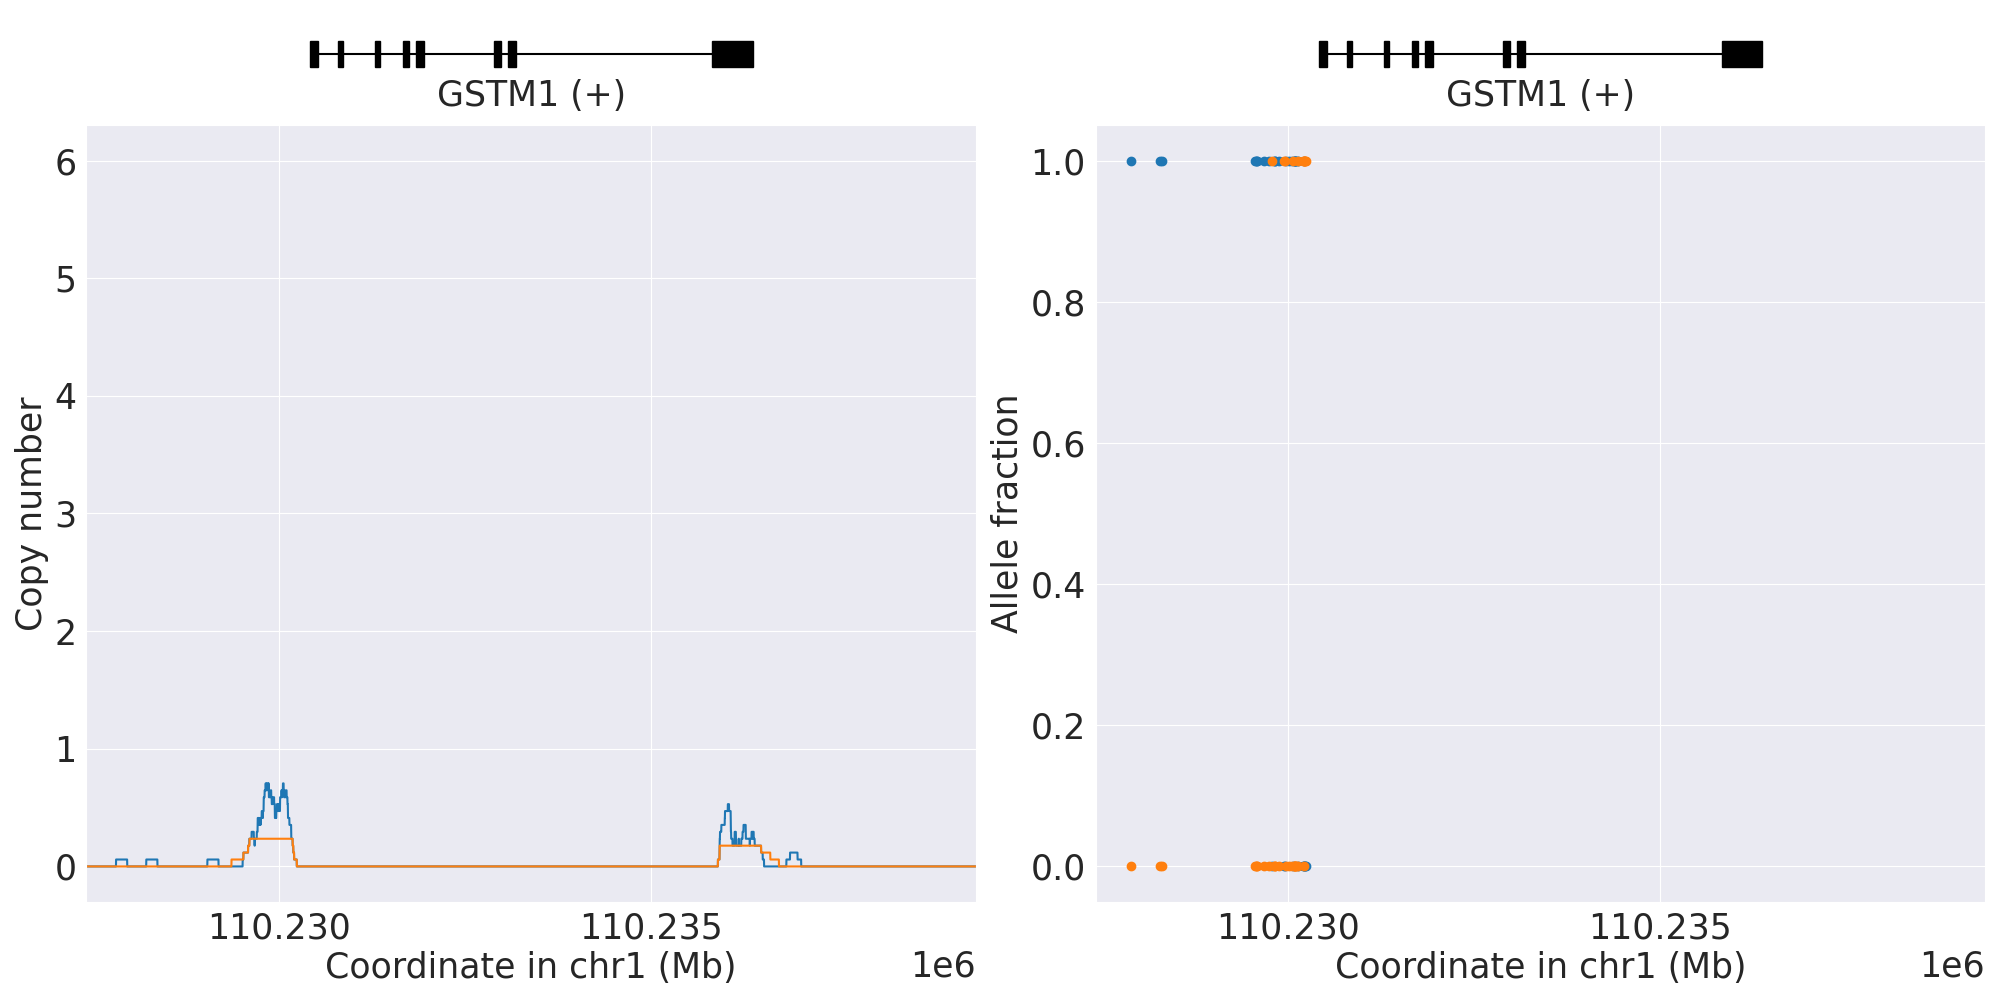 GSTM1 (+)
6
5
4
3
2
1
0
Copy number
110.230
110.235
Coordinate in chr1 (Mb)
1e6
GSTM1 (+)
1.0
0.8
0.6
0.4
0.2
0.0
Allele fraction
110.230
110.235
Coordinate in chr1 (Mb)
1e6